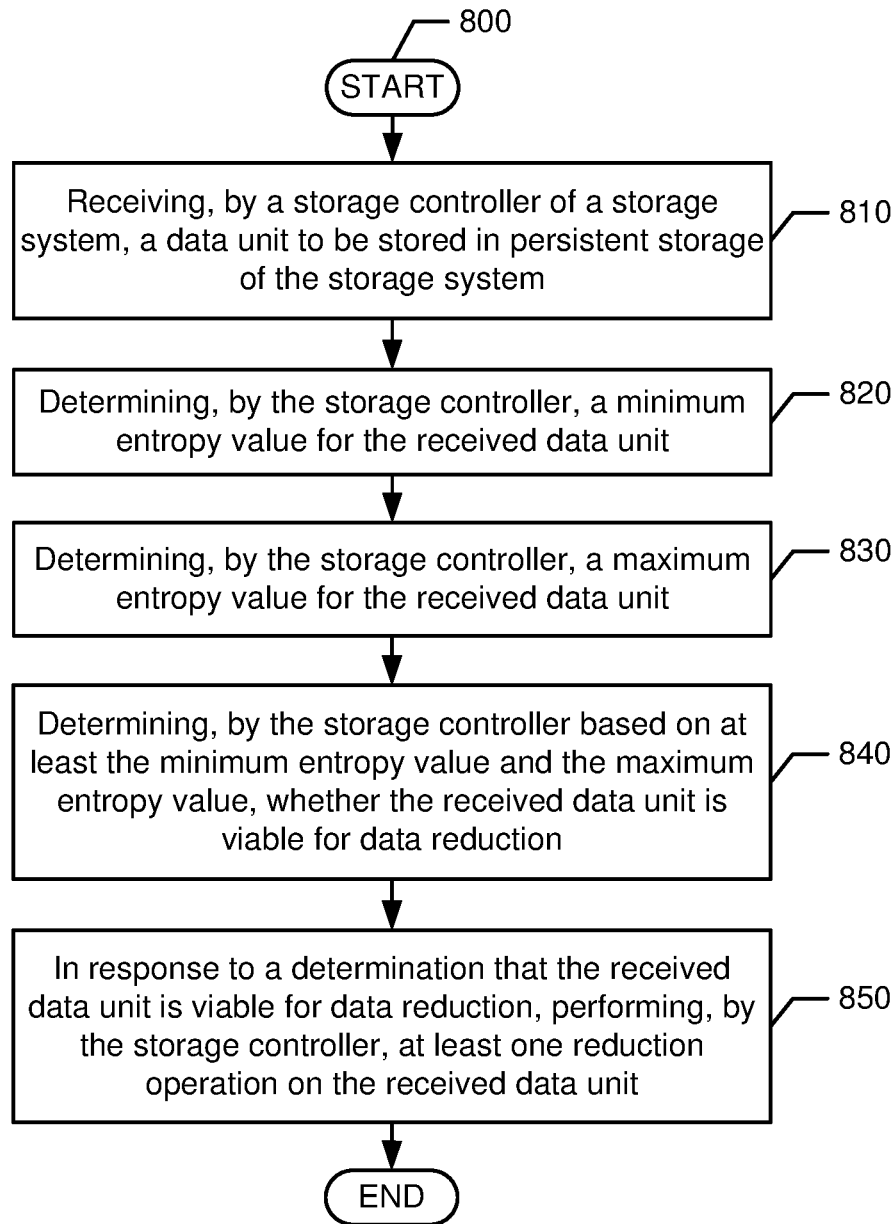 800
START
Receiving, by a storage controller of a storage
system, a data unit to be stored in persistent storage
of the storage system
810
Determining, by the storage controller, a minimum
entropy value for the received data unit
820
Determining, by the storage controller, a maximum
entropy value for the received data unit
830
Determining, by the storage controller based on at
least the minimum entropy value and the maximum
entropy value, whether the received data unit is
viable for data reduction
840
In response to a determination that the received
data unit is viable for data reduction, performing, by
the storage controller, at least one reduction
operation on the received data unit
850
END